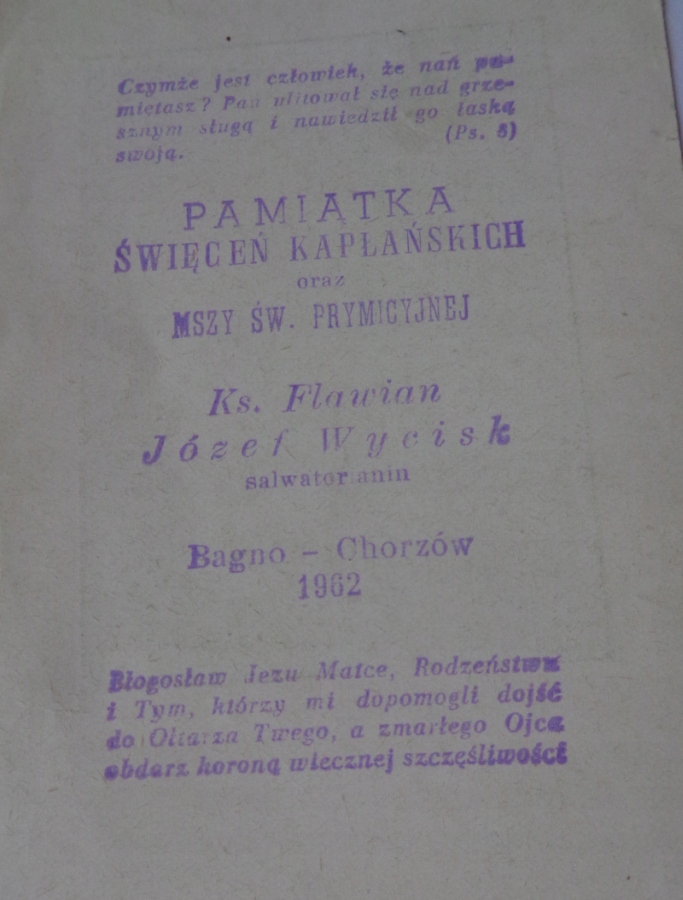 Czymże jest człowiek, że nań pa-
miętasz? Pan ulitował się nad grze-
sznym sługą i nawiedził go łaską
swoją. (Ps. 8)
PAMIĄTKA
ŚWIĘCEŃ KAPŁAŃSKICH
oraz
MSZY ŚW. PRYMICYJNEJ
Ks. Flawian
Józef Wycisk
salwatorianin
Bagno - Chorzów
1962
Błogosław Jezu Matce, Rodzeństwu
i Tym, którzy mi dopomogli dojść
do Ołtarza Twego, a zmarłego Ojca
obdarz koroną wiecznej szczęśliwości